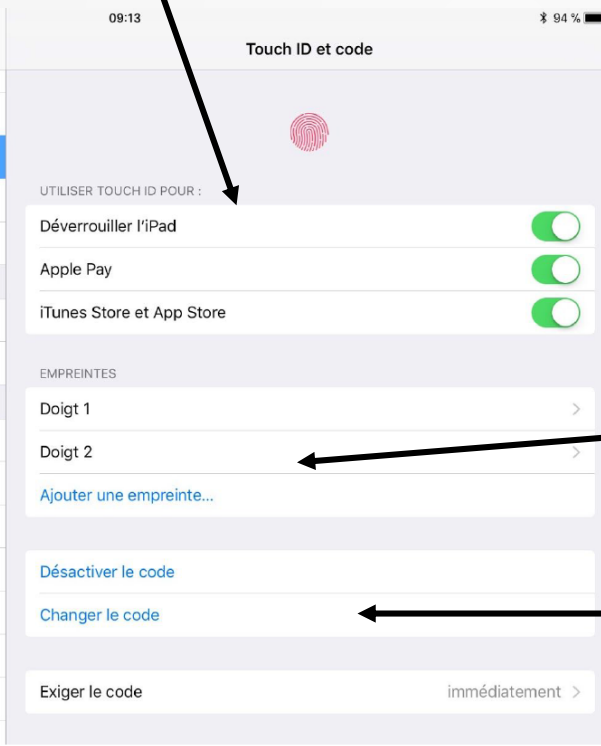 09:13
94 %
Touch ID et code
UTILISER TOUCH ID POUR :
Déverrouiller l'iPad
Apple Pay
iTunes Store et App Store
EMPREINTES
Doigt 1
Doigt 2
Ajouter une empreinte...
Désactiver le code
Changer le code
Exiger le code immédiatement